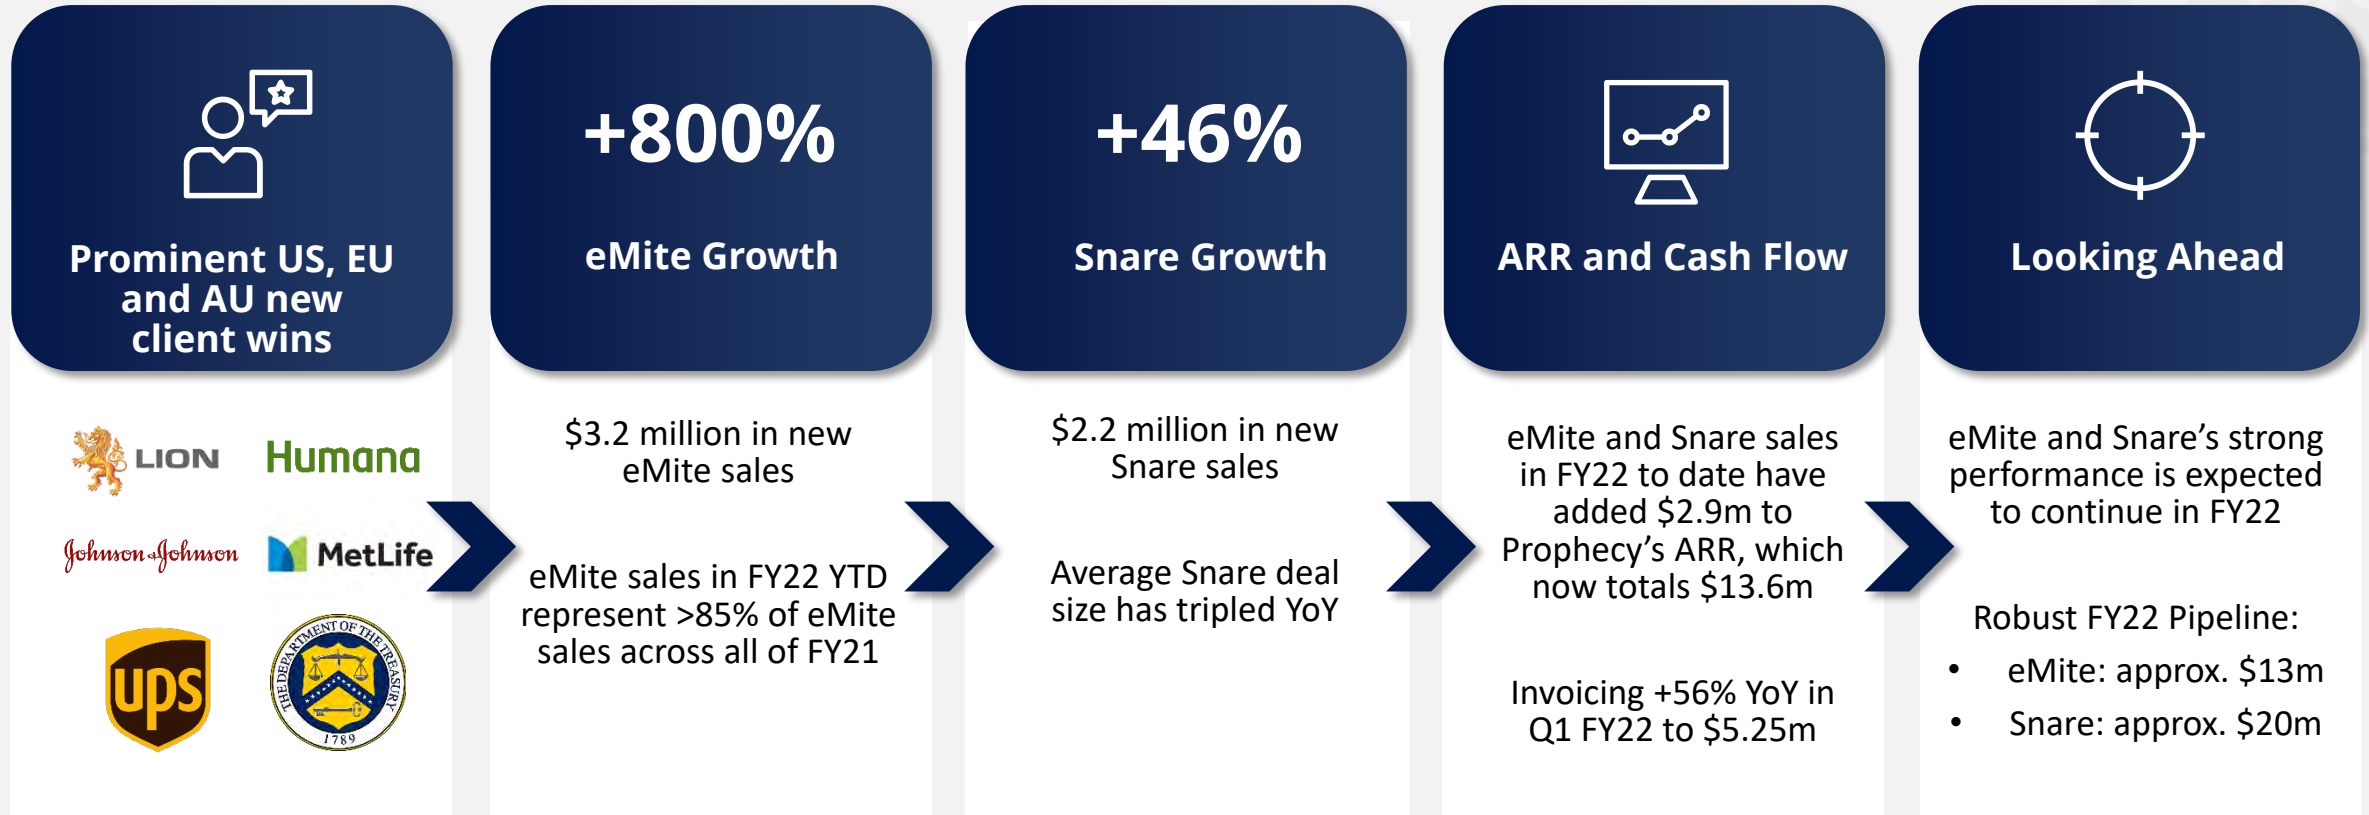 Prominent US, EU
and AU new
client wins
LION
Humana
Johnson & Johnson
MetLife
ups
THE DEPARTMENT OF THE TREASURY
1789
+800%
eMite Growth
$3.2 million in new
eMite sales
eMite sales in FY22 YTD
represent >85% of eMite
sales across all of FY21
+46%
Snare Growth
$2.2 million in new
Snare sales
Average Snare deal
size has tripled YoY
ARR and Cash Flow
eMite and Snare sales
in FY22 to date have
added $2.9m to
Prophecy’s ARR, which
now totals $13.6m
Invoicing +56% YoY in
Q1 FY22 to $5.25m
Looking Ahead
eMite and Snare’s strong
performance is expected
to continue in FY22
Robust FY22 Pipeline:
• eMite: approx. $13m
• Snare: approx. $20m